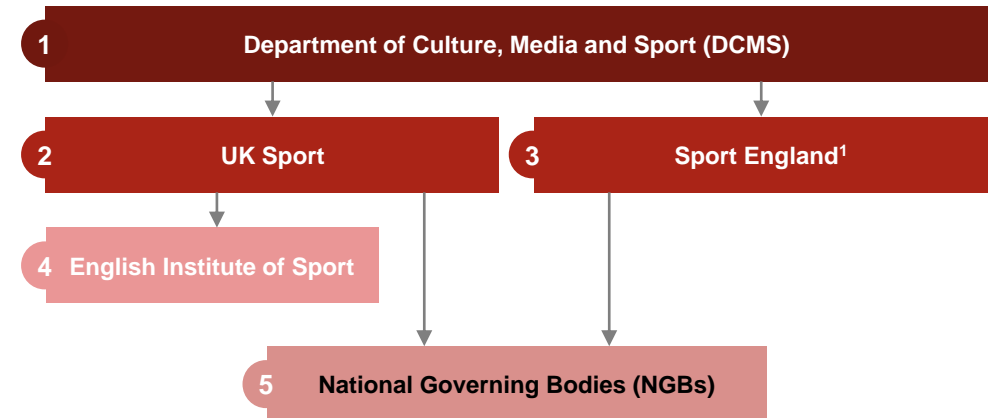 1 Department of Culture, Media and Sport (DCMS)
2 UK Sport
3 Sport England¹
4 English Institute of Sport
5 National Governing Bodies (NGBs)